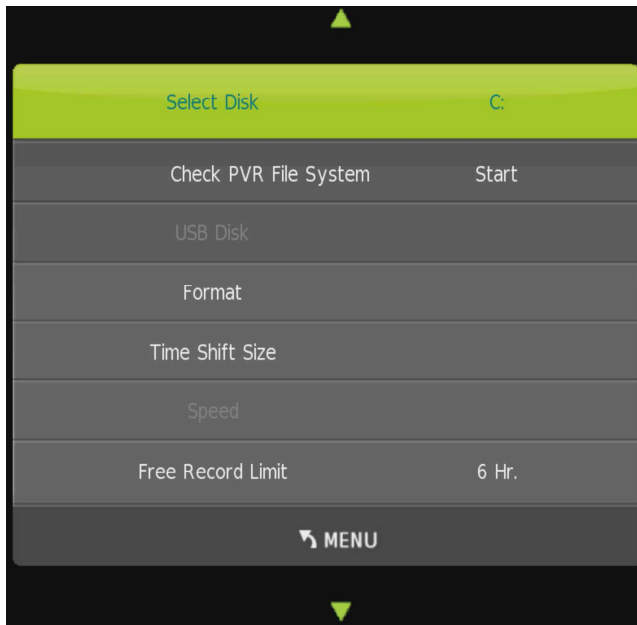 Select Disk C:
Check PVR File System Start
USB Disk
Format
Time Shift Size
Speed
Free Record Limit 6 Hr.
MENU